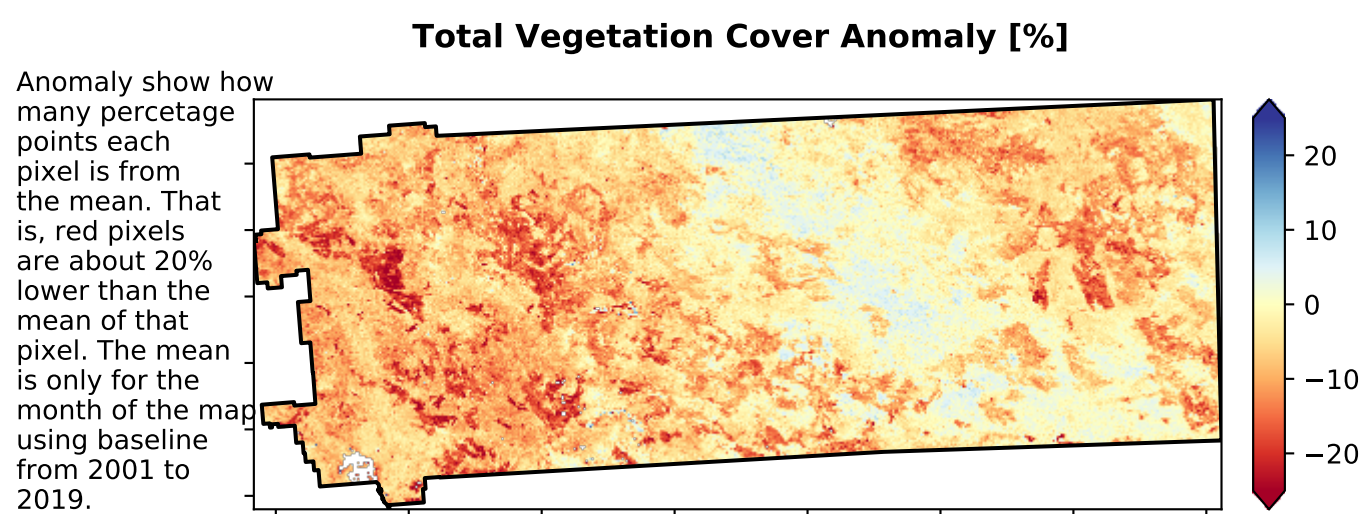 Total Vegetation Cover Anomaly [%]
Anomaly show how
many percetage
points each
pixel is from
the mean. That
is, red pixels
are about 20%
lower than the
mean of that
pixel. The mean
is only for the
month of the map
using baseline
from 2001 to
2019.
20
10
0
−10
−20